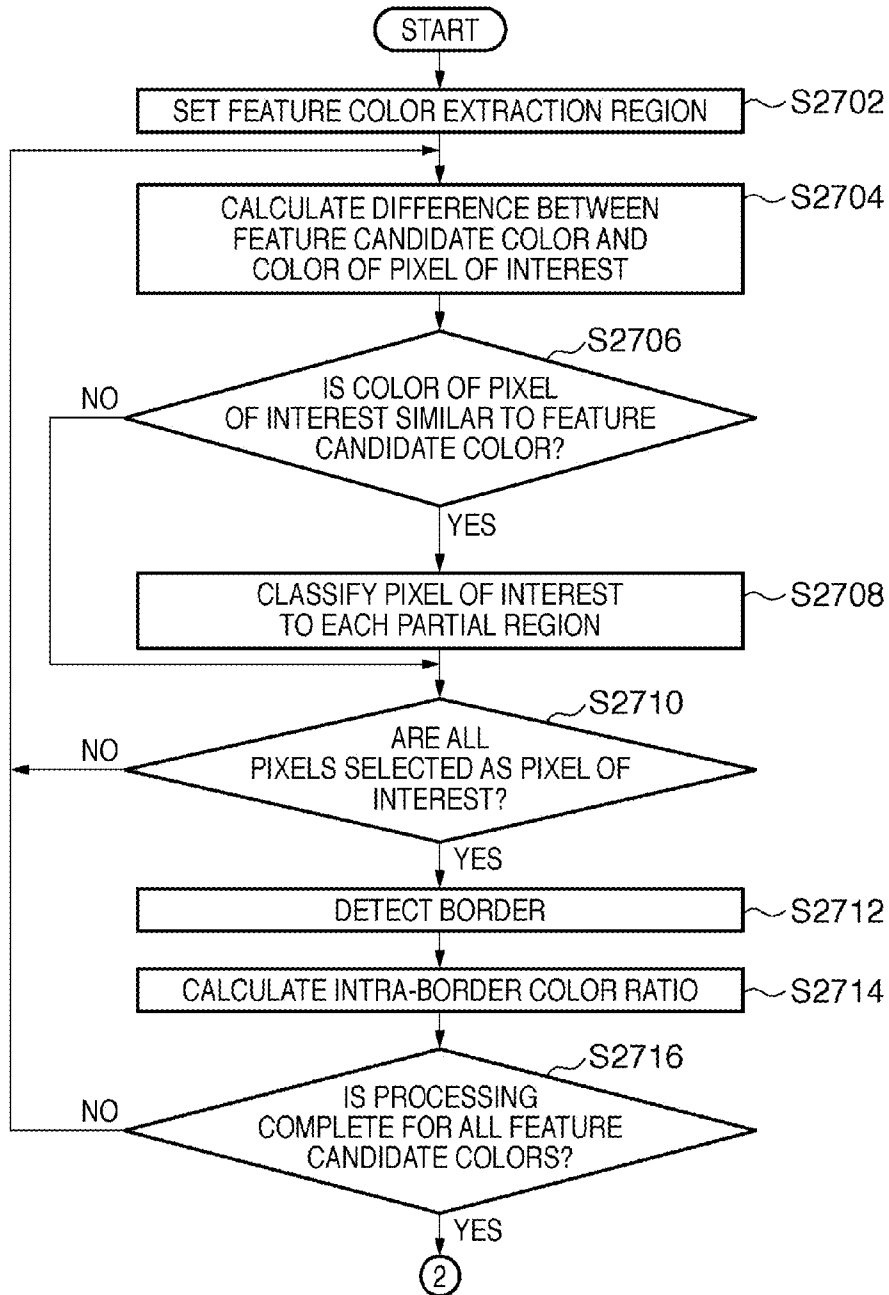 START
SET FEATURE COLOR EXTRACTION REGION
S2702
CALCULATE DIFFERENCE BETWEEN
FEATURE CANDIDATE COLOR AND
COLOR OF PIXEL OF INTEREST
S2704
S2706
IS COLOR OF PIXEL
OF INTEREST SIMILAR TO FEATURE
CANDIDATE COLOR?
NO
YES
CLASSIFY PIXEL OF INTEREST
TO EACH PARTIAL REGION
S2708
S2710
ARE ALL
PIXELS SELECTED AS PIXEL OF
INTEREST?
NO
YES
DETECT BORDER
S2712
CALCULATE INTRA-BORDER COLOR RATIO
S2714
S2716
IS PROCESSING
COMPLETE FOR ALL FEATURE
CANDIDATE COLORS?
NO
YES
2